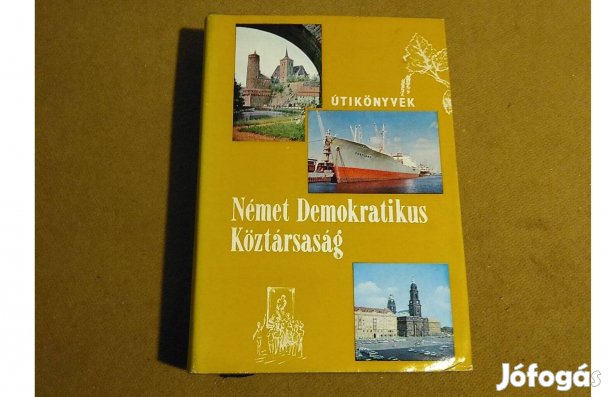 ÚTIKÖNYVEK
Német Demokratikus
Köztársaság
Jófogás